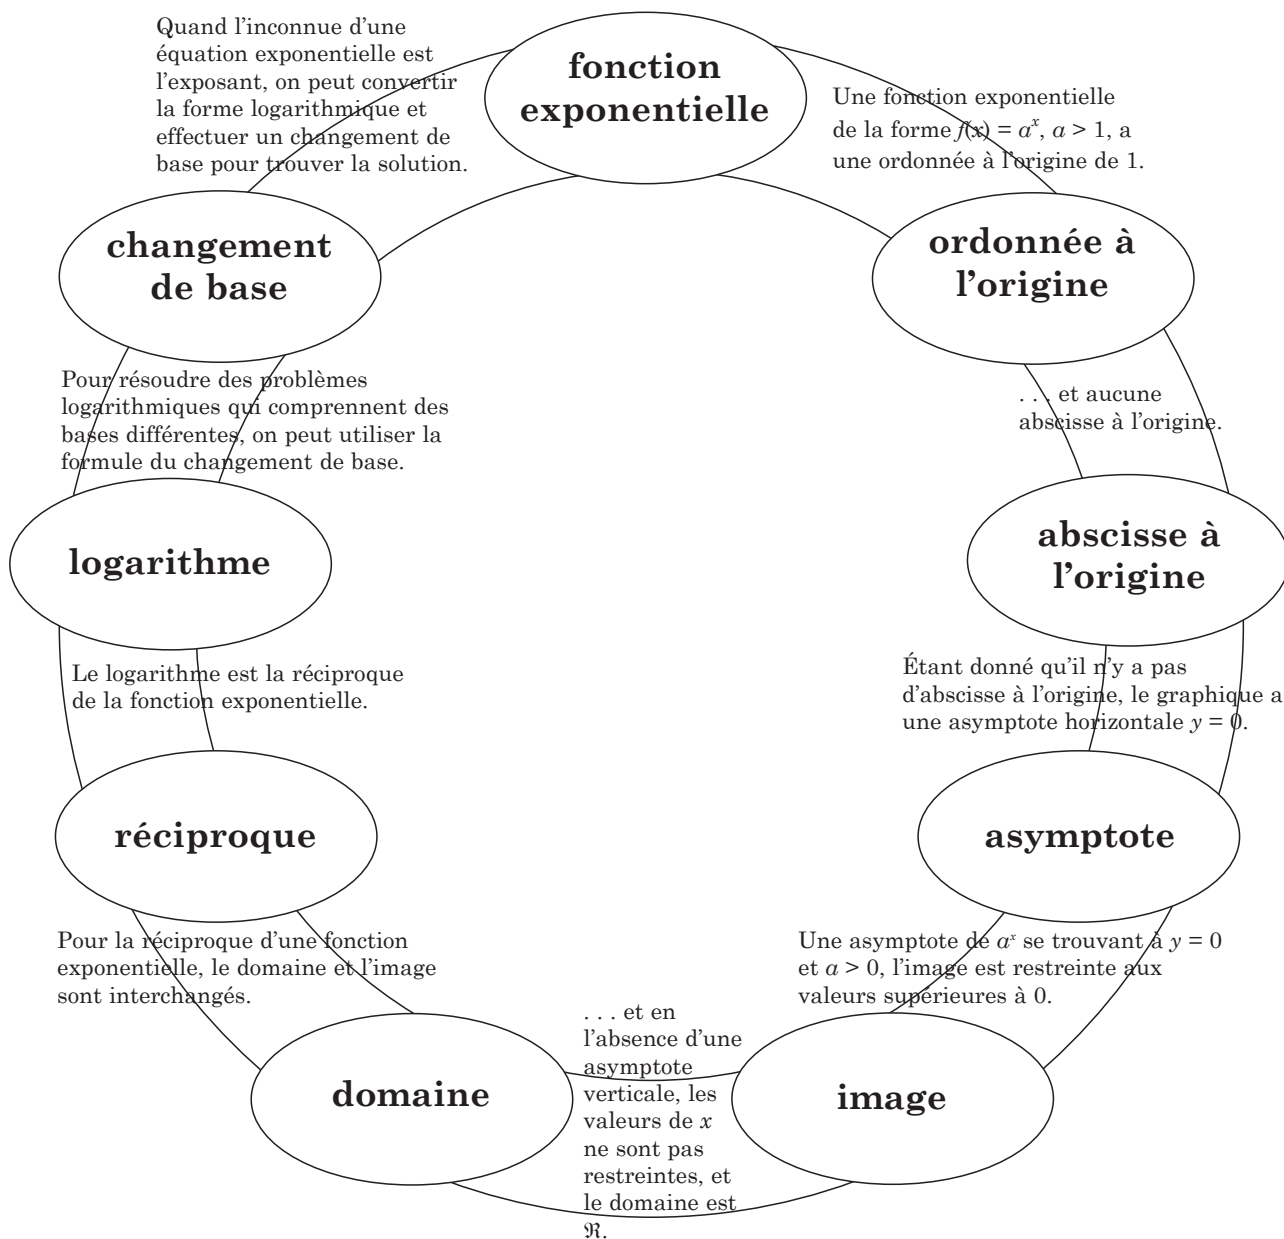 fonction
exponentielle
Une fonction exponentielle
de la forme f(x) = aˣ, a > 1, a
une ordonnée à l'origine de 1.
ordonnée à
l'origine
. . . et aucune
abscisse à l'origine.
abscisse à
l'origine
Étant donné qu'il n'y a pas
d'abscisse à l'origine, le graphique a
une asymptote horizontale y = 0.
asymptote
Une asymptote de aˣ se trouvant à y = 0
et a > 0, l'image est restreinte aux
valeurs supérieures à 0.
image
. . . et en
l'absence d'une
asymptote
verticale, les
valeurs de x
ne sont pas
restreintes, et
le domaine est
ℜ.
domaine
Pour la réciproque d'une fonction
exponentielle, le domaine et l'image
sont interchangés.
réciproque
Le logarithme est la réciproque
de la fonction exponentielle.
logarithme
Pour résoudre des problèmes
logarithmiques qui comprennent des
bases différentes, on peut utiliser la
formule du changement de base.
changement
de base
Quand l'inconnue d'une
équation exponentielle est
l'exposant, on peut convertir
la forme logarithmique et
effectuer un changement de
base pour trouver la solution.